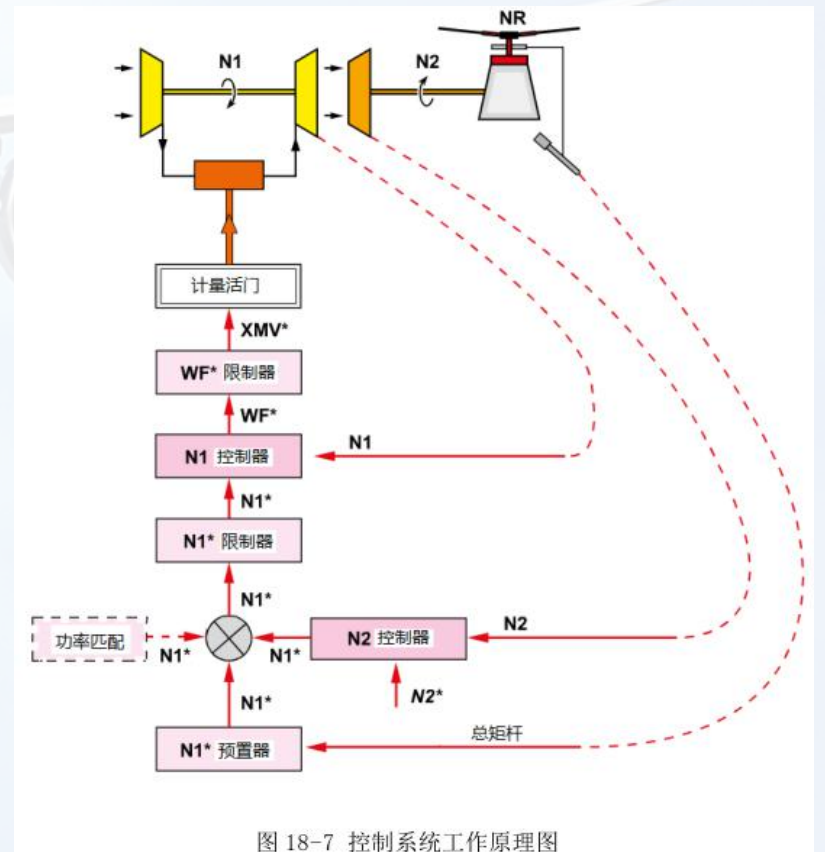 NR
N1
N2
计量活门
XMV*
WF* 限制器
WF*
N1 控制器
N1
N1*
N1* 限制器
N1*
功率匹配
N1*
N1*
N2 控制器
N2
N1*
N2*
N1* 预置器
总矩杆
图 18-7 控制系统工作原理图